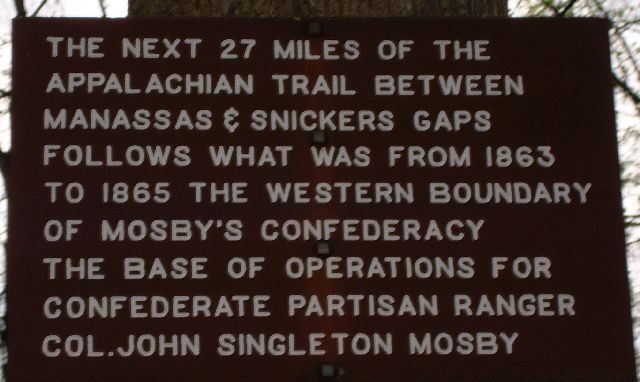 THE NEXT 27 MILES OF THE
APPALACHIAN TRAIL BETWEEN
MANASSAS & SNICKERS GAPS
FOLLOWS WHAT WAS FROM 1863
TO 1865 THE WESTERN BOUNDARY
OF MOSBY'S CONFEDERACY
THE BASE OF OPERATIONS FOR
CONFEDERATE PARTISAN RANGER
COL. JOHN SINGLETON MOSBY